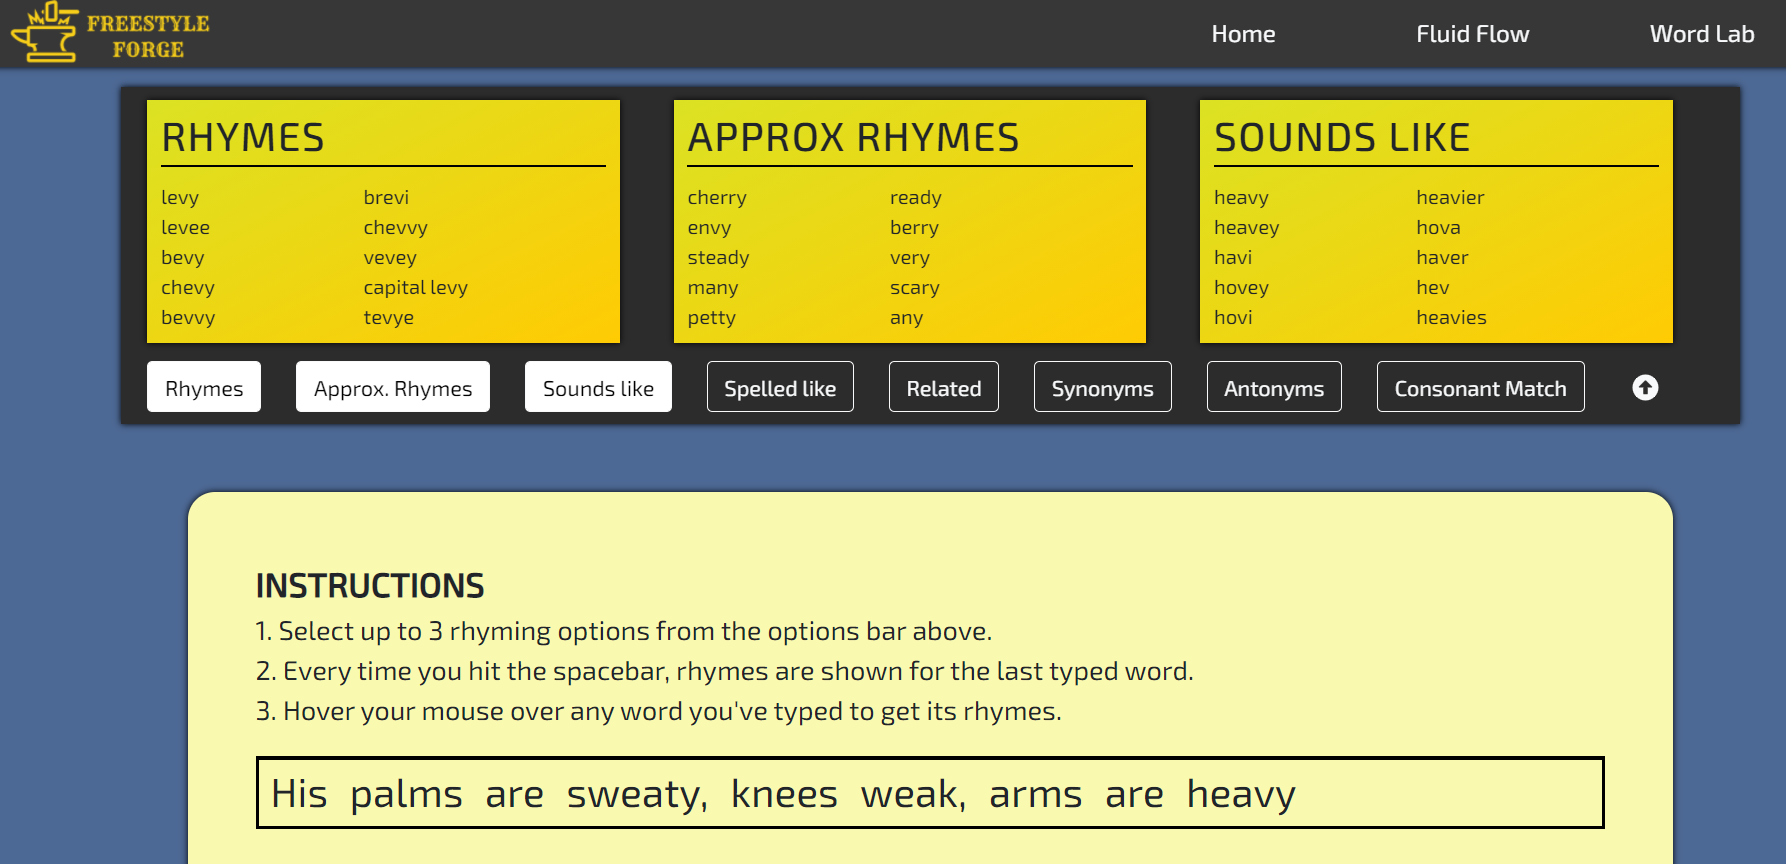 FREESTYLE
FORGE
Home Fluid Flow Word Lab
RHYMES
levy brevi
levee chevvy
bevy vevey
chevy capital levy
bevvy tevye
APPROX RHYMES
cherry ready
envy berry
steady very
many scary
petty any
SOUNDS LIKE
heavy heavier
heavey hova
havi haver
hovey hev
hovi heavies
Rhymes Approx. Rhymes Sounds like Spelled like Related Synonyms Antonyms Consonant Match
INSTRUCTIONS
1. Select up to 3 rhyming options from the options bar above.
2. Every time you hit the spacebar, rhymes are shown for the last typed word.
3. Hover your mouse over any word you've typed to get its rhymes.
His palms are sweaty, knees weak, arms are heavy